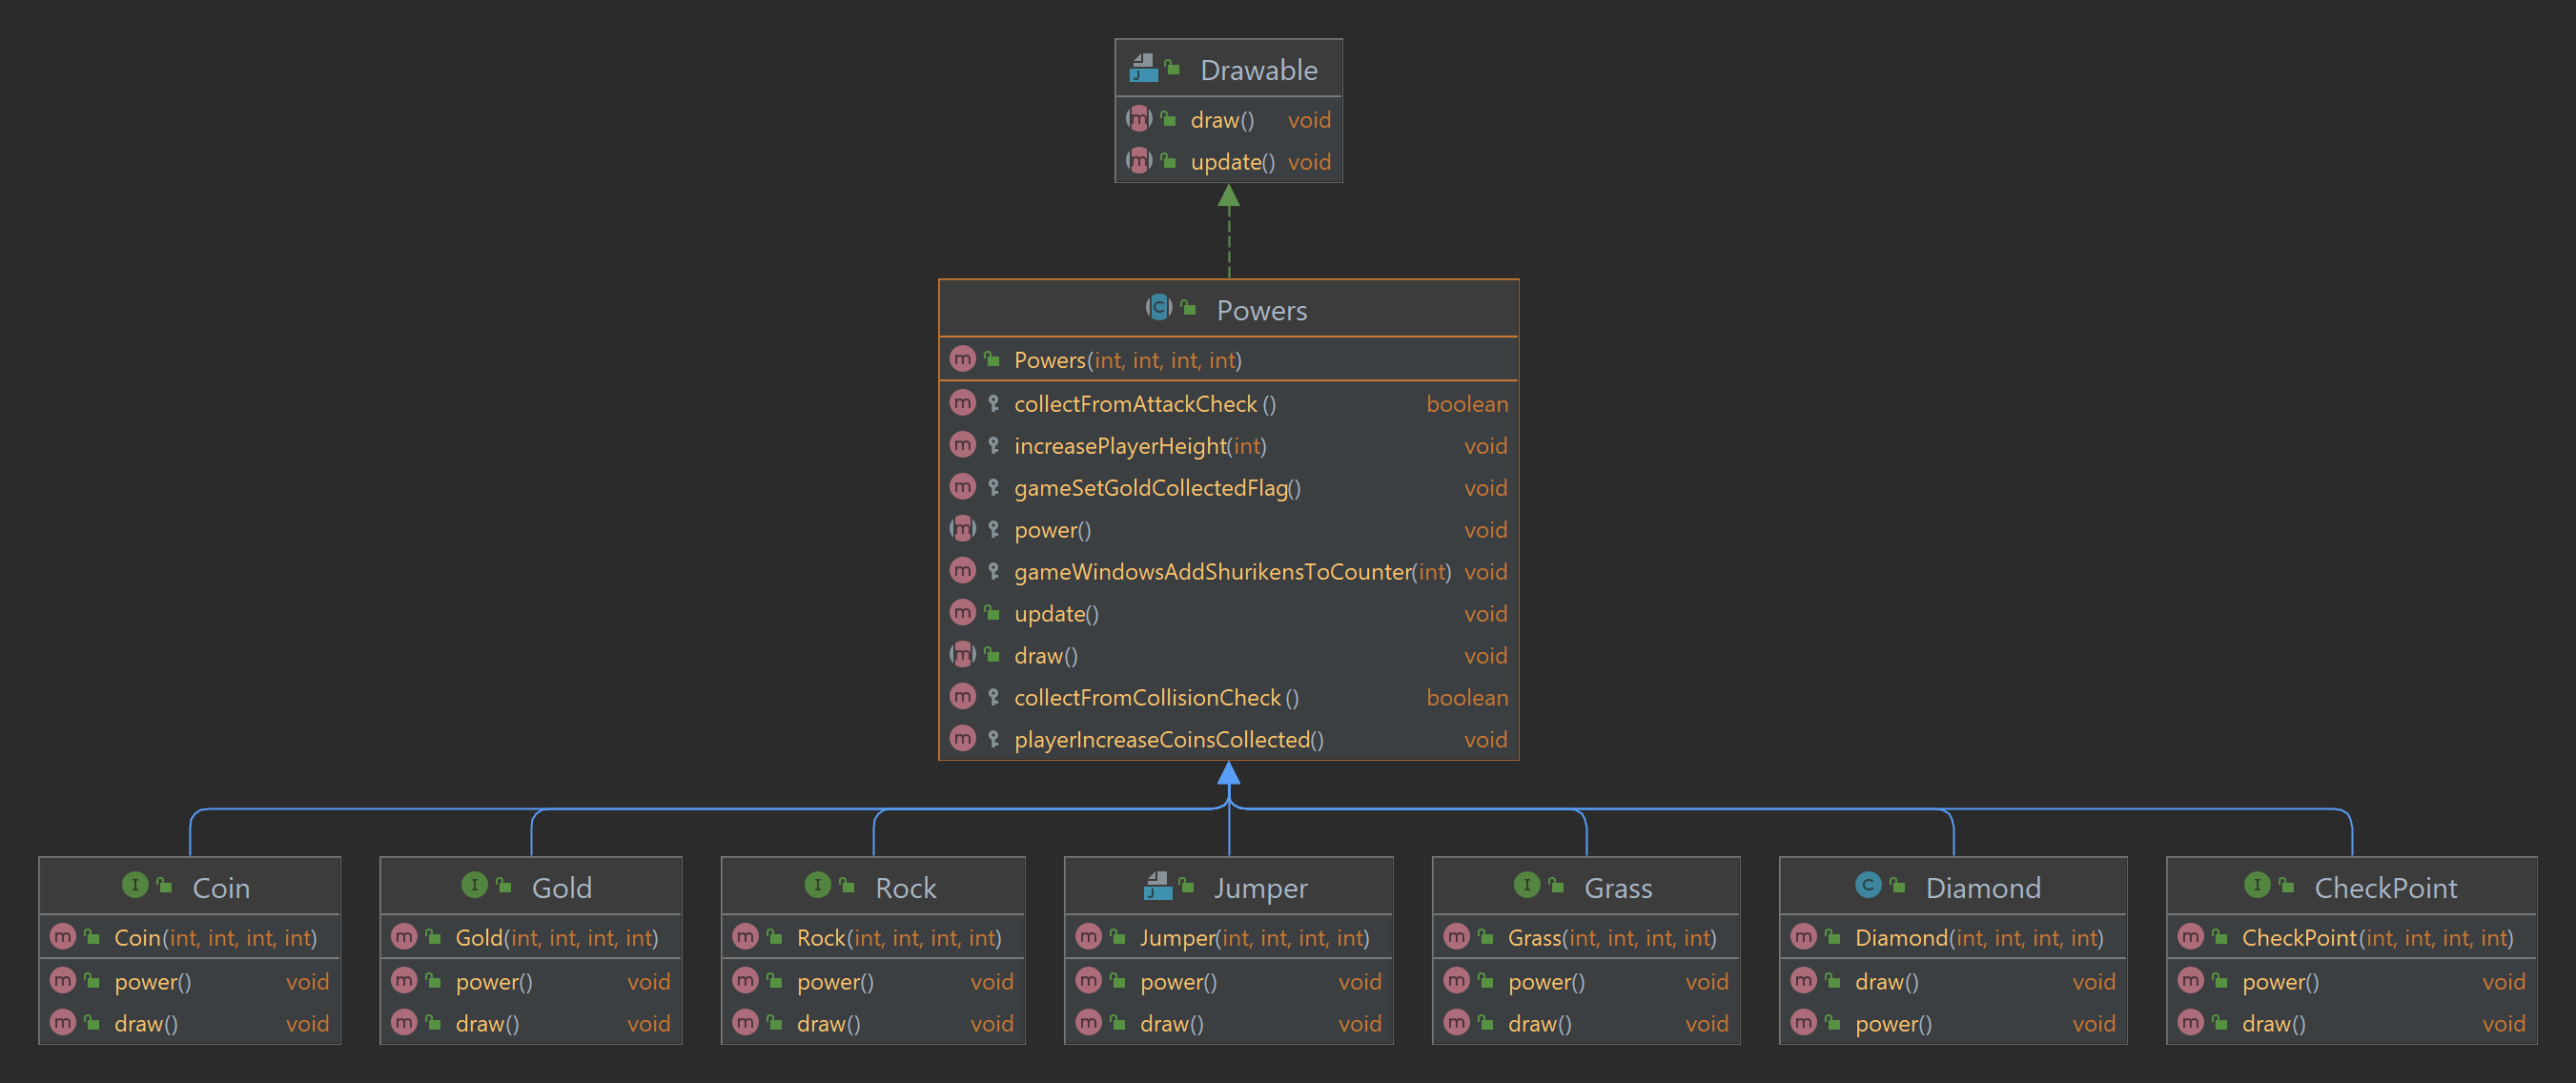 Drawable
draw() void
update() void
Powers
Powers(int, int, int, int)
collectFromAttackCheck () boolean
increasePlayerHeight(int) void
gameSetGoldCollectedFlag() void
power() void
gameWindowsAddShurikensToCounter(int) void
update() void
draw() void
collectFromCollisionCheck () boolean
playerIncreaseCoinsCollected() void
Coin
Coin(int, int, int, int)
power() void
draw() void
Gold
Gold(int, int, int, int)
power() void
draw() void
Rock
Rock(int, int, int, int)
power() void
draw() void
Jumper
Jumper(int, int, int, int)
power() void
draw() void
Grass
Grass(int, int, int, int)
power() void
draw() void
Diamond
Diamond(int, int, int, int)
draw() void
power() void
CheckPoint
CheckPoint(int, int, int, int)
power() void
draw() void